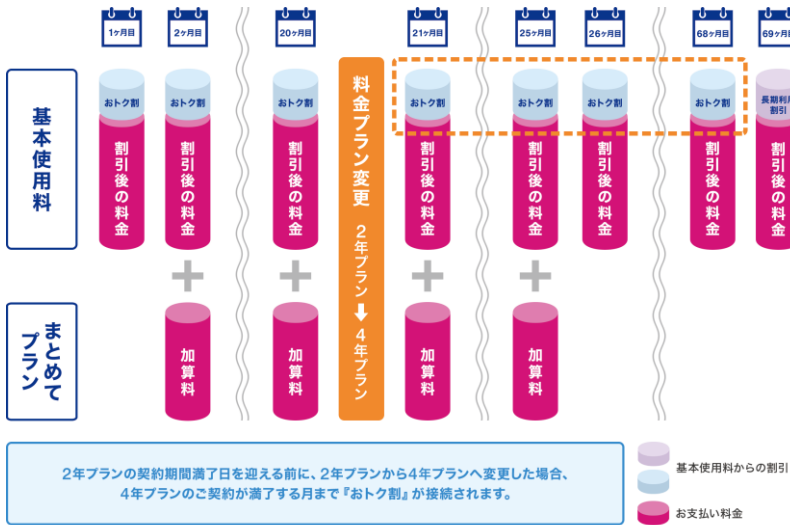 1ヶ月目
2ヶ月目
20ヶ月目
21ヶ月目
25ヶ月目
26ヶ月目
68ヶ月目
69ヶ月目
基本使用料
おトク割
おトク割
おトク割
おトク割
おトク割
おトク割
おトク割
長期利用
割引
割引後の料金
割引後の料金
割引後の料金
割引後の料金
割引後の料金
割引後の料金
割引後の料金
割引後の料金
料金プラン変更
2年プラン
4年プラン
+
+
+
+
まとめて
プラン
加算料
加算料
加算料
加算料
2年プランの契約期間満了日を迎える前に、2年プランから4年プランへ変更した場合、
4年プランのご契約が満了する月まで『おトク割』が接続されます。
基本使用料からの割引
お支払い料金